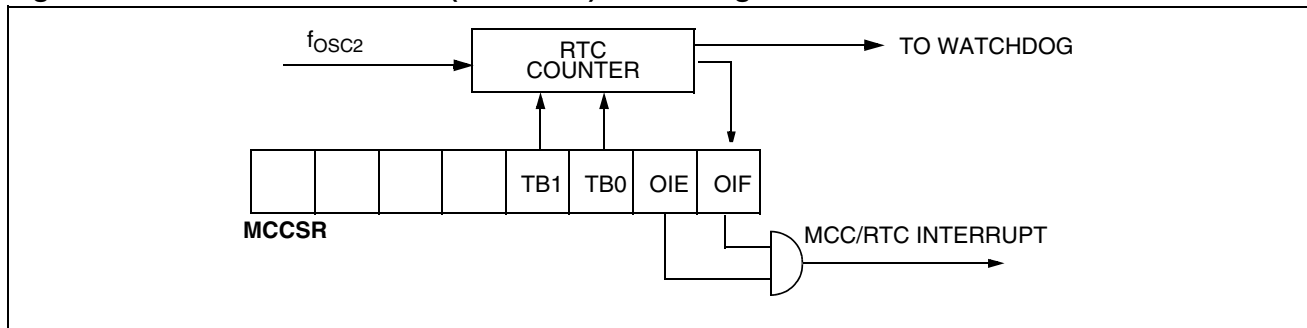 fOSC2
RTC
COUNTER
TO WATCHDOG
TB1 TB0 OIE OIF
MCCSR
MCC/RTC INTERRUPT